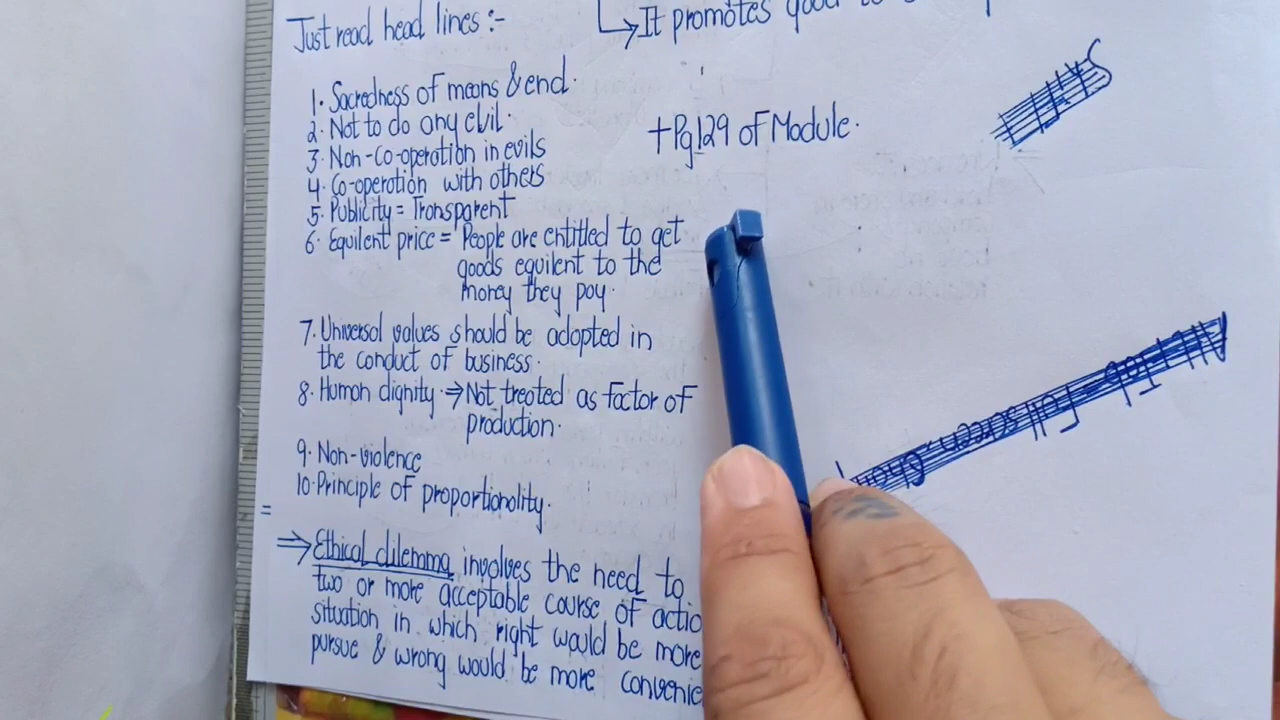 Just read head lines :-
It promotes good
+ Pg 129 of Module.
1. Sacredness of means & end.
2. Not to do any evil.
3. Non-Co-operation in evils
4. Co-operation with others
5. Publicity = Transparent
6. Equilent price = People are entitled to get
goods equilent to the
money they pay.
7. Universal values should be adopted in
the conduct of business.
8. Human dignity. ⇒ Not treated as factor of
production.
9. Non-violence
10. Principle of proportionality.
=
⇒ Ethical dilemma involves the need to
two or more acceptable course of actio
situation in which right would be more
pursue & wrong would be more convenie